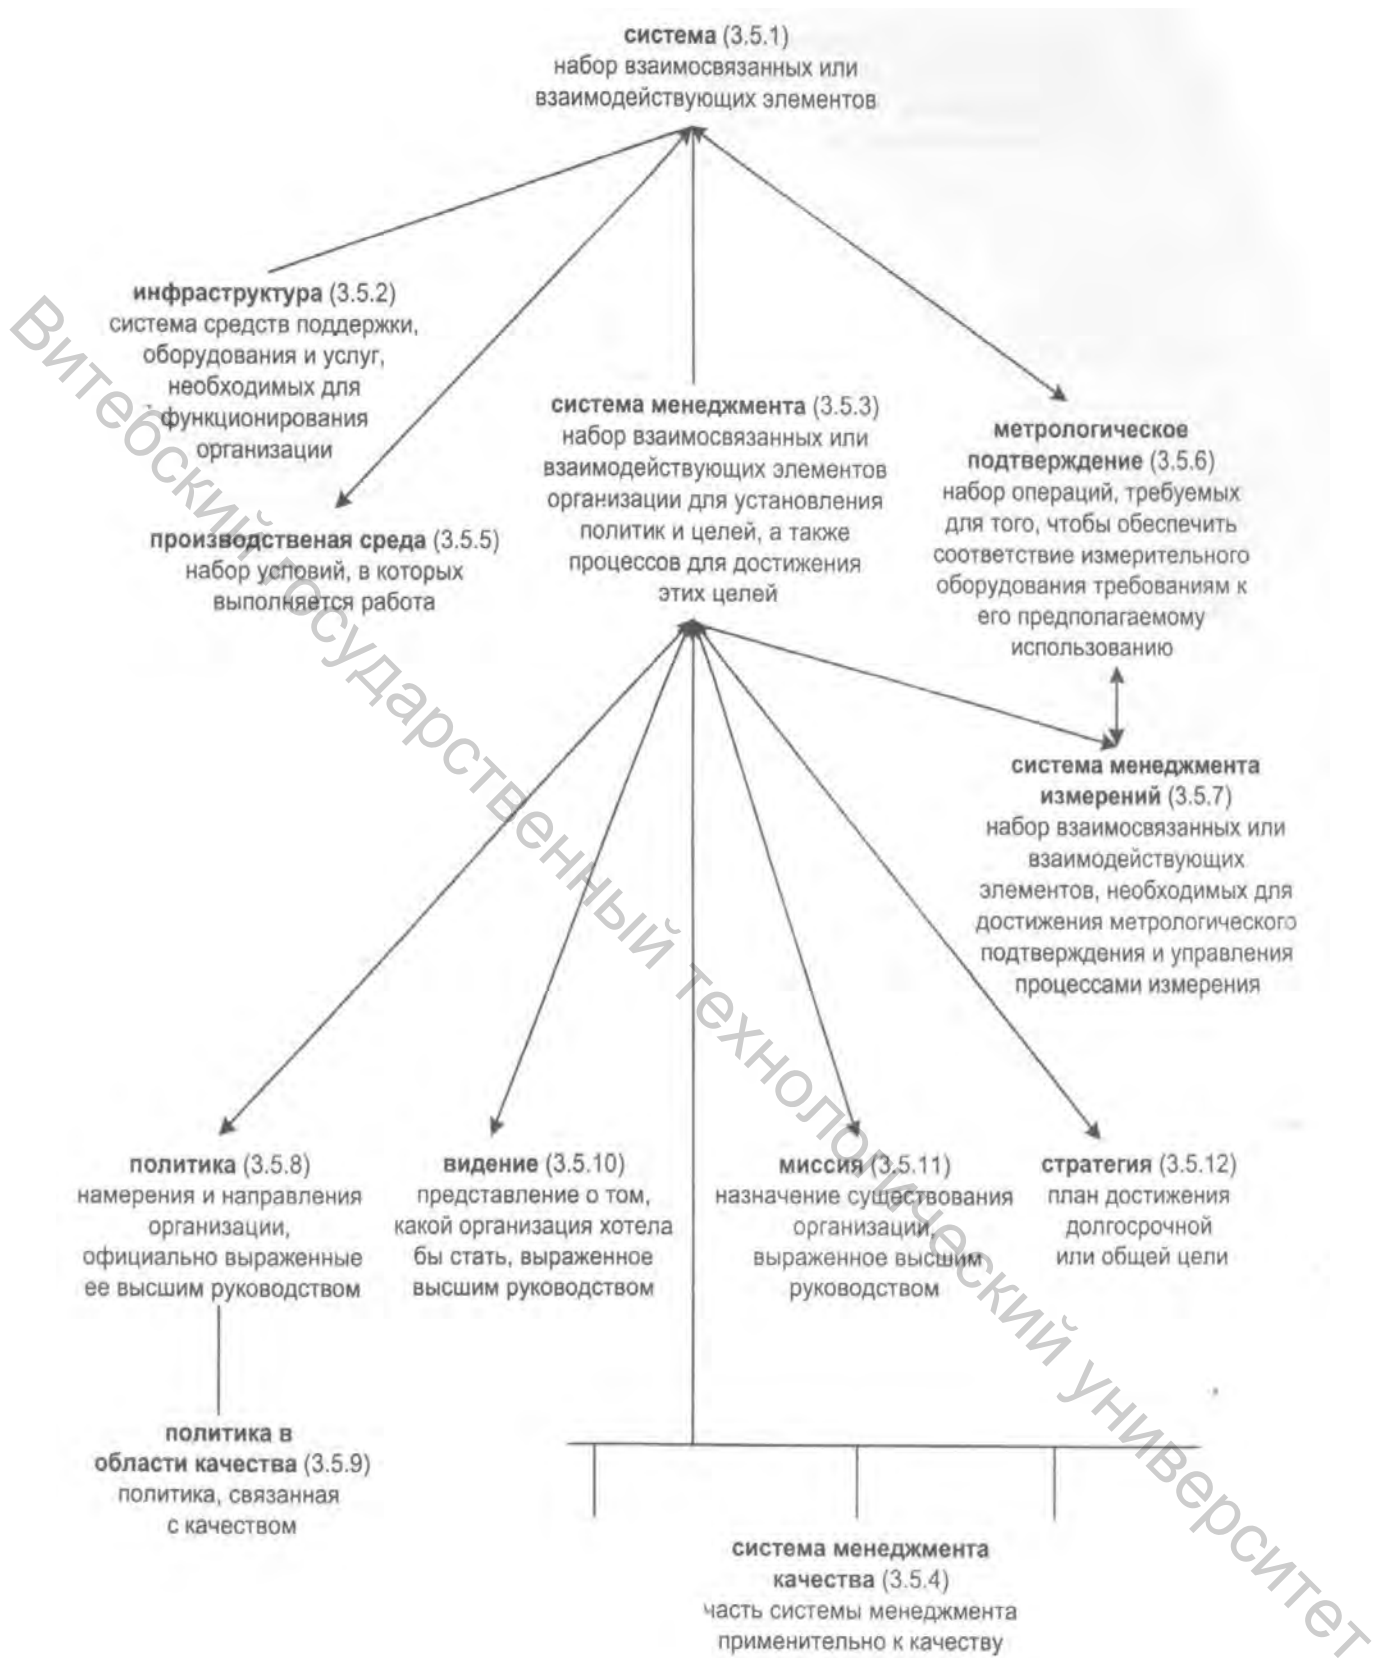 система (3.5.1)
набор взаимосвязанных или
взаимодействующих элементов
инфраструктура (3.5.2)
система средств поддержки,
оборудования и услуг,
необходимых для
функционирования
организации
производственая среда (3.5.5)
набор условий, в которых
выполняется работа
система менеджмента (3.5.3)
набор взаимосвязанных или
взаимодействующих элементов
организации для установления
политик и целей, а также
процессов для достижения
этих целей
метрологическое
подтверждение (3.5.6)
набор операций, требуемых
для того, чтобы обеспечить
соответствие измерительного
оборудования требованиям к
его предполагаемому
использованию
система менеджмента
измерений (3.5.7)
набор взаимосвязанных или
взаимодействующих
элементов, необходимых для
достижения метрологического
подтверждения и управления
процессами измерения
политика (3.5.8)
намерения и направления
организации,
официально выраженные
ее высшим руководством
видение (3.5.10)
представление о том,
какой организация хотела
бы стать, выраженное
высшим руководством
миссия (3.5.11)
назначение существования
организации,
выраженное высшим
руководством
стратегия (3.5.12)
план достижения
долгосрочной
или общей цели
политика в
области качества (3.5.9)
политика, связанная
с качеством
система менеджмента
качества (3.5.4)
часть системы менеджмента
применительно к качеству
Витебский государственный технологический университет